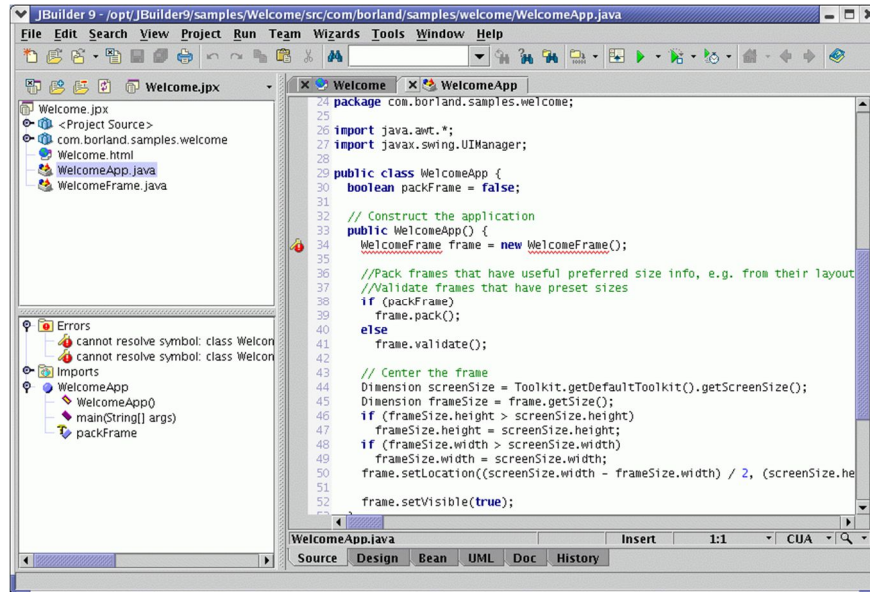 JBuilder 9 - /opt/JBuilder9/samples/Welcome/src/com/borland/samples/welcome/WelcomeApp.java
File Edit Search View Project Run Team Wizards Tools Window Help
Welcome.jpx
Welcome.jpx
<Project Source>
com.borland.samples.welcome
Welcome.html
WelcomeApp.java
WelcomeFrame.java
Errors
cannot resolve symbol: class Welcon
cannot resolve symbol: class Welcon
Imports
WelcomeApp
WelcomeApp()
main(String[] args)
packFrame
Welcome WelcomeApp
24 package com.borland.samples.welcome;
25
26 import java.awt.*;
27 import javax.swing.UIManager;
28
29 public class WelcomeApp {
30 boolean packFrame = false;
31
32 // Construct the application
33 public WelcomeApp() {
34 WelcomeFrame frame = new WelcomeFrame();
35
36 //Pack frames that have useful preferred size info, e.g. from their layout
37 //Validate frames that have preset sizes
38 if (packFrame)
39 frame.pack();
40 else
41 frame.validate();
42
43 // Center the frame
44 Dimension screenSize = Toolkit.getDefaultToolkit().getScreenSize();
45 Dimension frameSize = frame.getSize();
46 if (frameSize.height > screenSize.height)
47 frameSize.height = screenSize.height;
48 if (frameSize.width > screenSize.width)
49 frameSize.width = screenSize.width;
50 frame.setLocation((screenSize.width - frameSize.width) / 2, (screenSize.he
51
52 frame.setVisible(true);
WelcomeApp.java Insert 1:1 CUA
Source Design Bean UML Doc History